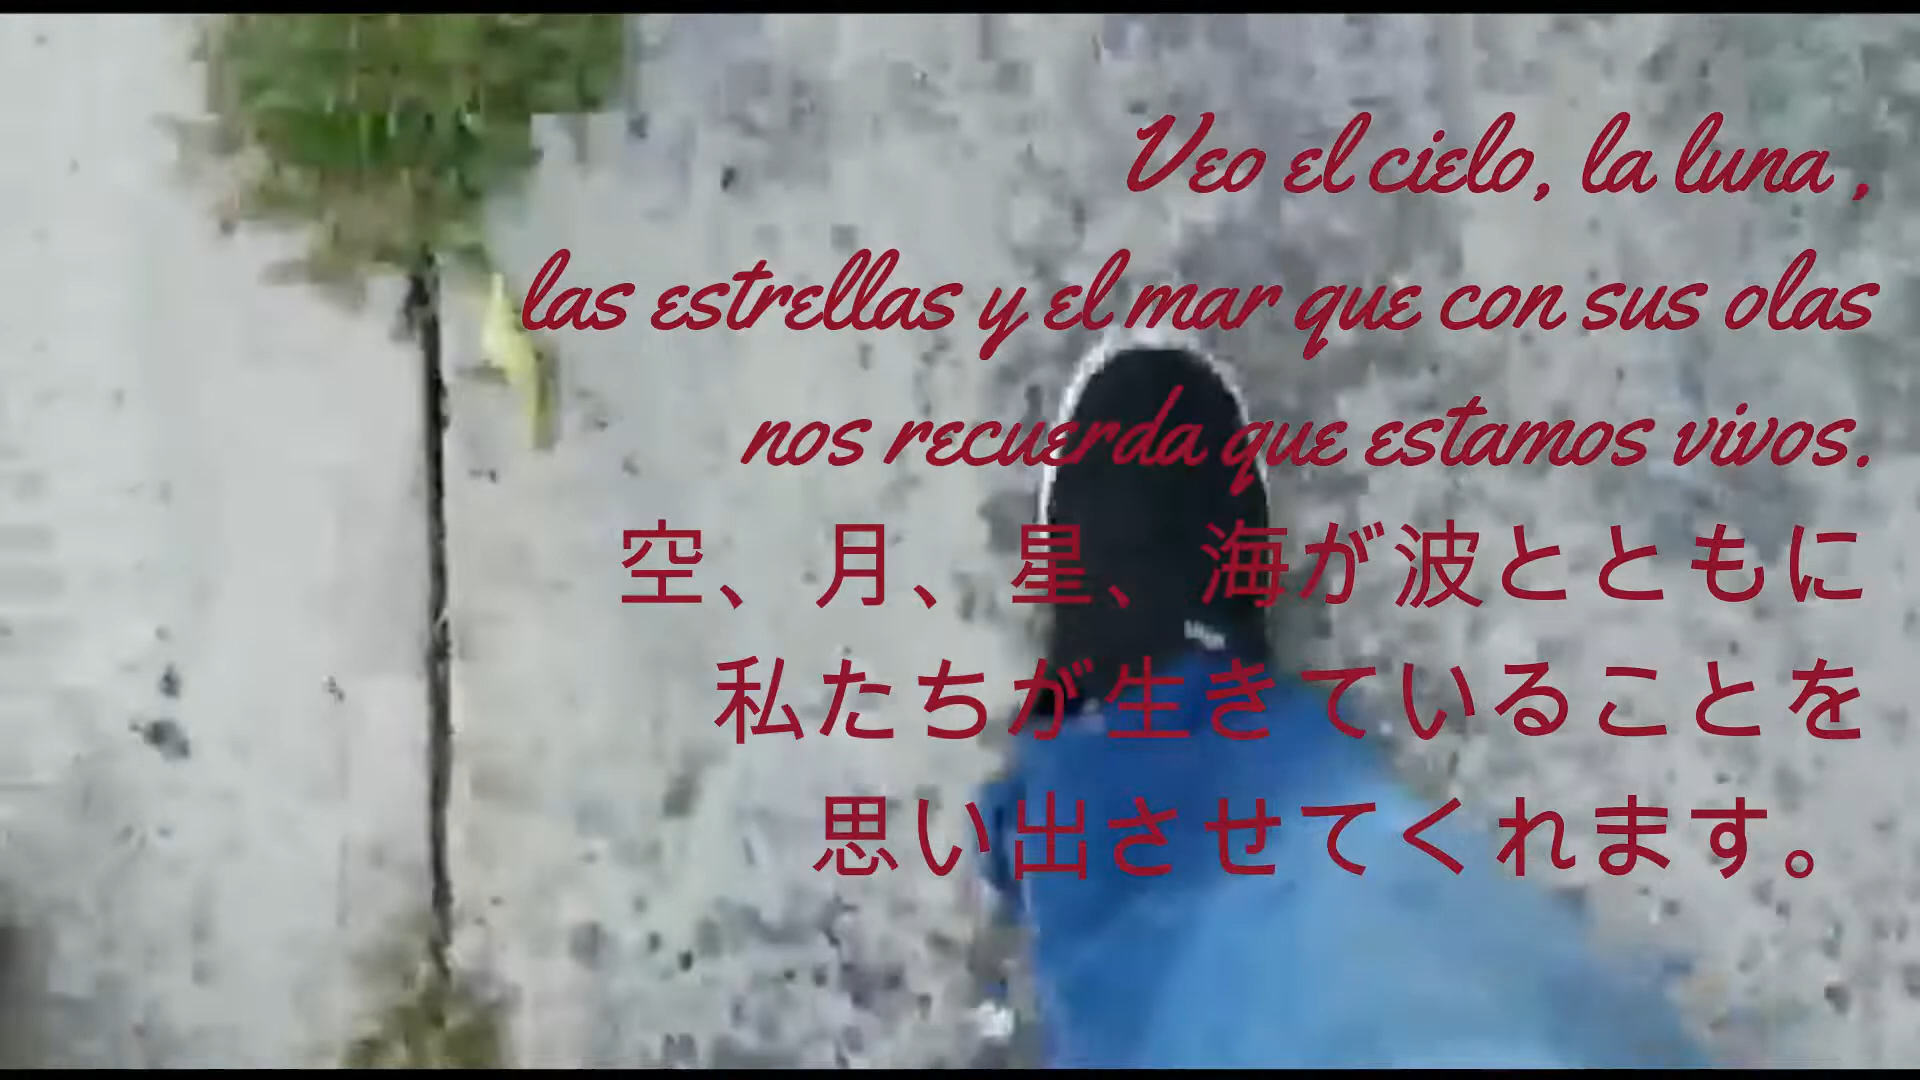 Veo el cielo, la luna ,
las estrellas y el mar que con sus olas
nos recuerda que estamos vivos.
空、月、星、海が波とともに
私たちが生きていることを
思い出させてくれます。